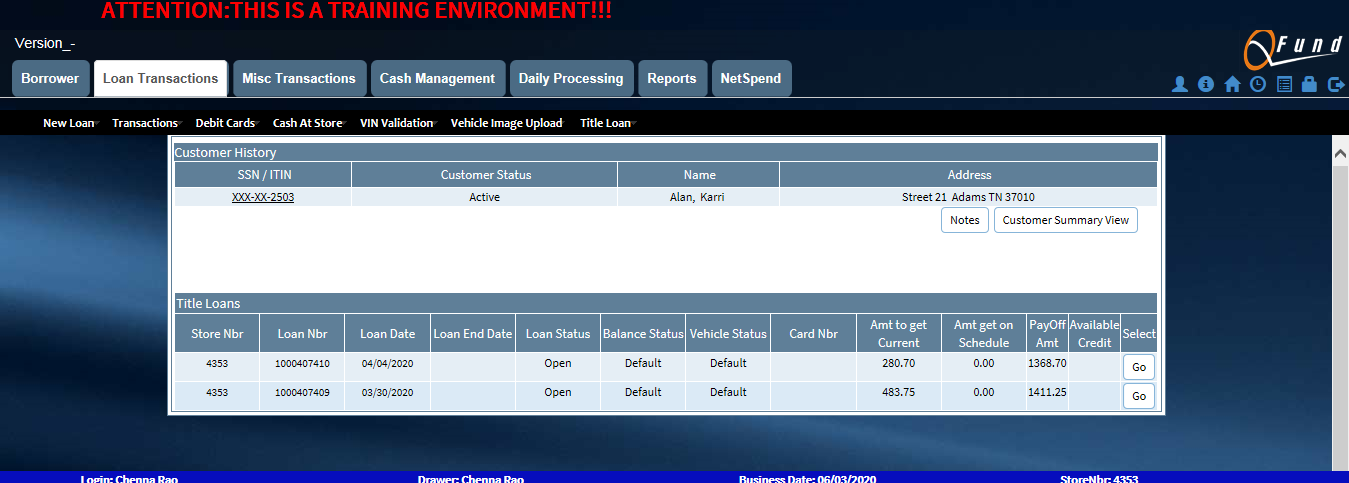 ATTENTION:THIS IS A TRAINING ENVIRONMENT!!!
Version_-
QFund
Borrower Loan Transactions Misc Transactions Cash Management Daily Processing Reports NetSpend
New Loan Transactions Debit Cards Cash At Store VIN Validation Vehicle Image Upload Title Loan
Customer History
SSN / ITIN Customer Status Name Address
XXX-XX-2503 Active Alan, Karri Street 21 Adams TN 37010
Notes Customer Summary View
Title Loans
Store Nbr Loan Nbr Loan Date Loan End Date Loan Status Balance Status Vehicle Status Card Nbr Amt to get Current Amt get on Schedule PayOff Amt Available Credit Select
4353 1000407410 04/04/2020 Open Default Default 280.70 0.00 1368.70 Go
4353 1000407409 03/30/2020 Open Default Default 483.75 0.00 1411.25 Go
Login: Chenna Rao Drawer: Chenna Rao Business Date: 06/03/2020 StoreNbr: 4353